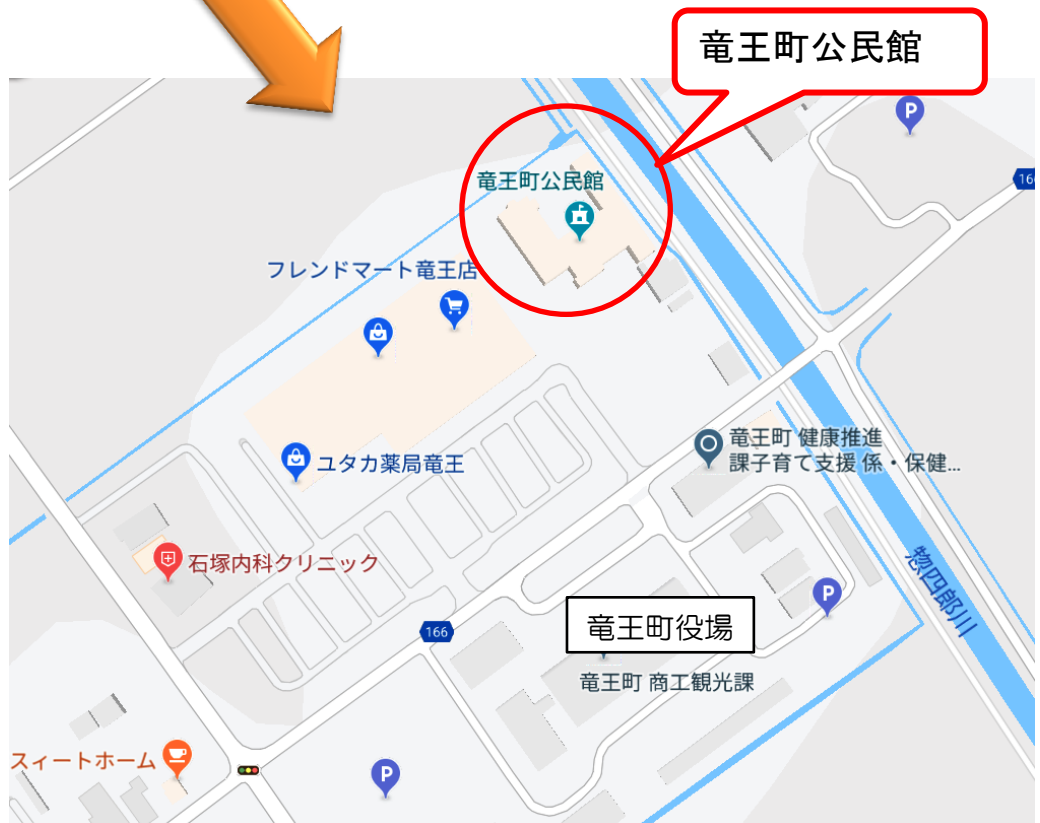 竜王町公民館
P
16
竜王町公民館
フレンドマート竜王店
竜王町 健康推進
課子育て支援 係・保健...
ユタカ薬局竜王
石塚内科クリニック
惣四郎川
P
竜王町役場
166
竜王町 商工観光課
スィートホーム
P